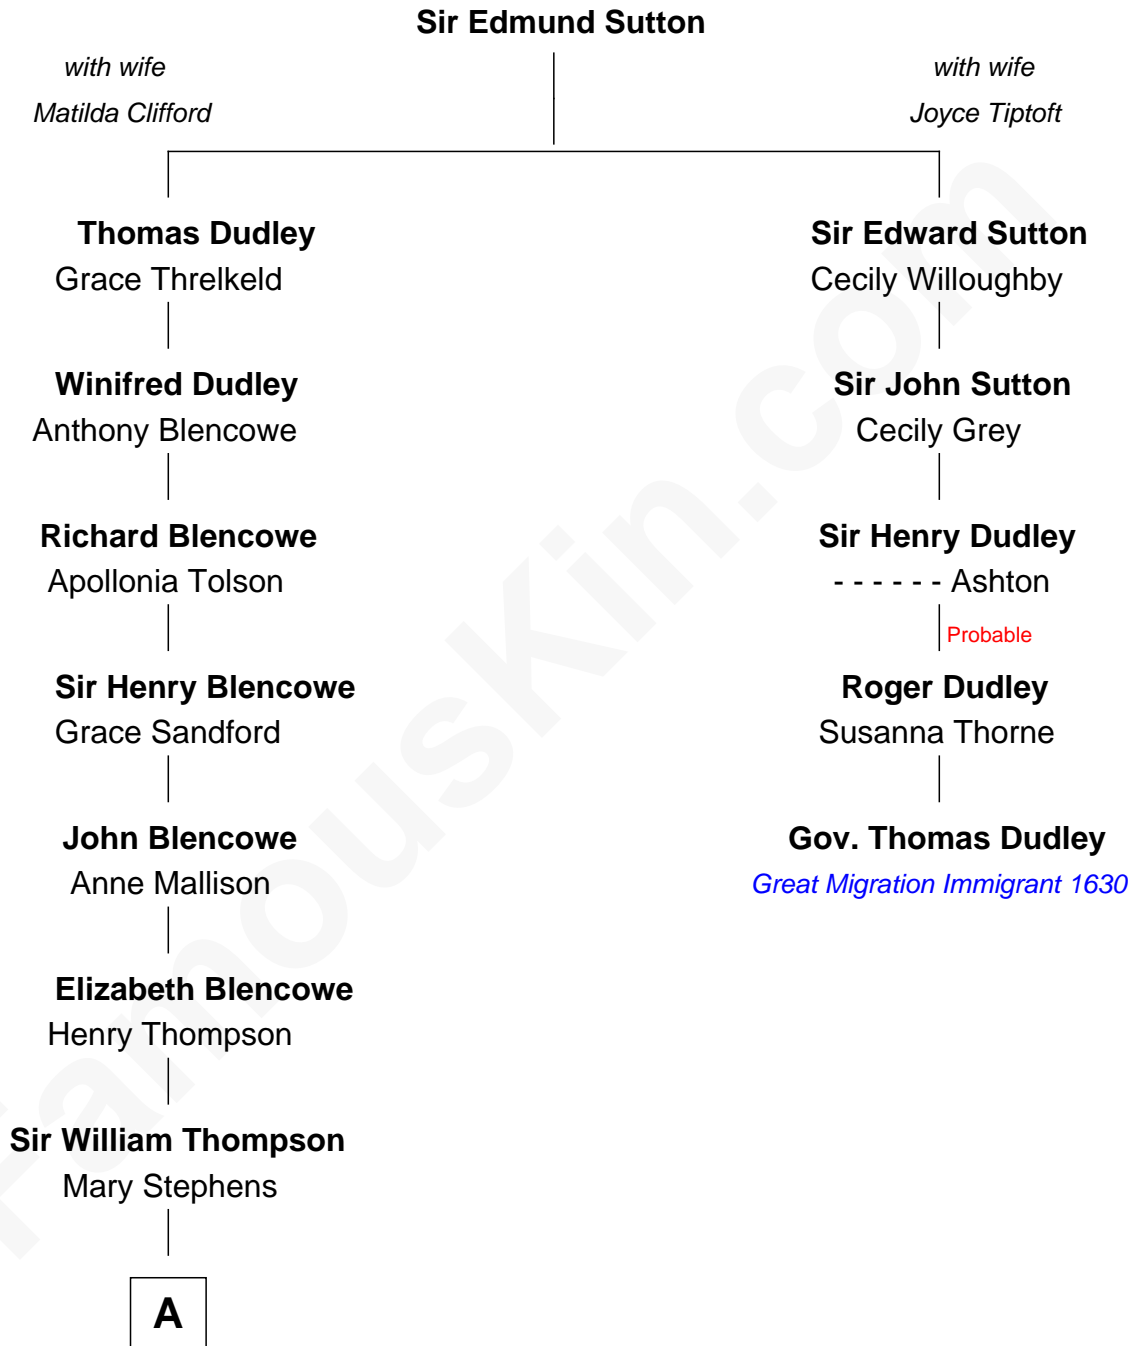 Sir Edmund Sutton
with wife
Matilda Clifford
with wife
Joyce Tiptoft
Thomas Dudley
Grace Threlkeld
Winifred Dudley
Anthony Blencowe
Richard Blencowe
Apollonia Tolson
Sir Henry Blencowe
Grace Sandford
John Blencowe
Anne Mallison
Elizabeth Blencowe
Henry Thompson
Sir William Thompson
Mary Stephens
A
Sir Edward Sutton
Cecily Willoughby
Sir John Sutton
Cecily Grey
Sir Henry Dudley
- - - - - - Ashton
Probable
Roger Dudley
Susanna Thorne
Gov. Thomas Dudley
Great Migration Immigrant 1630
FamousKin.com